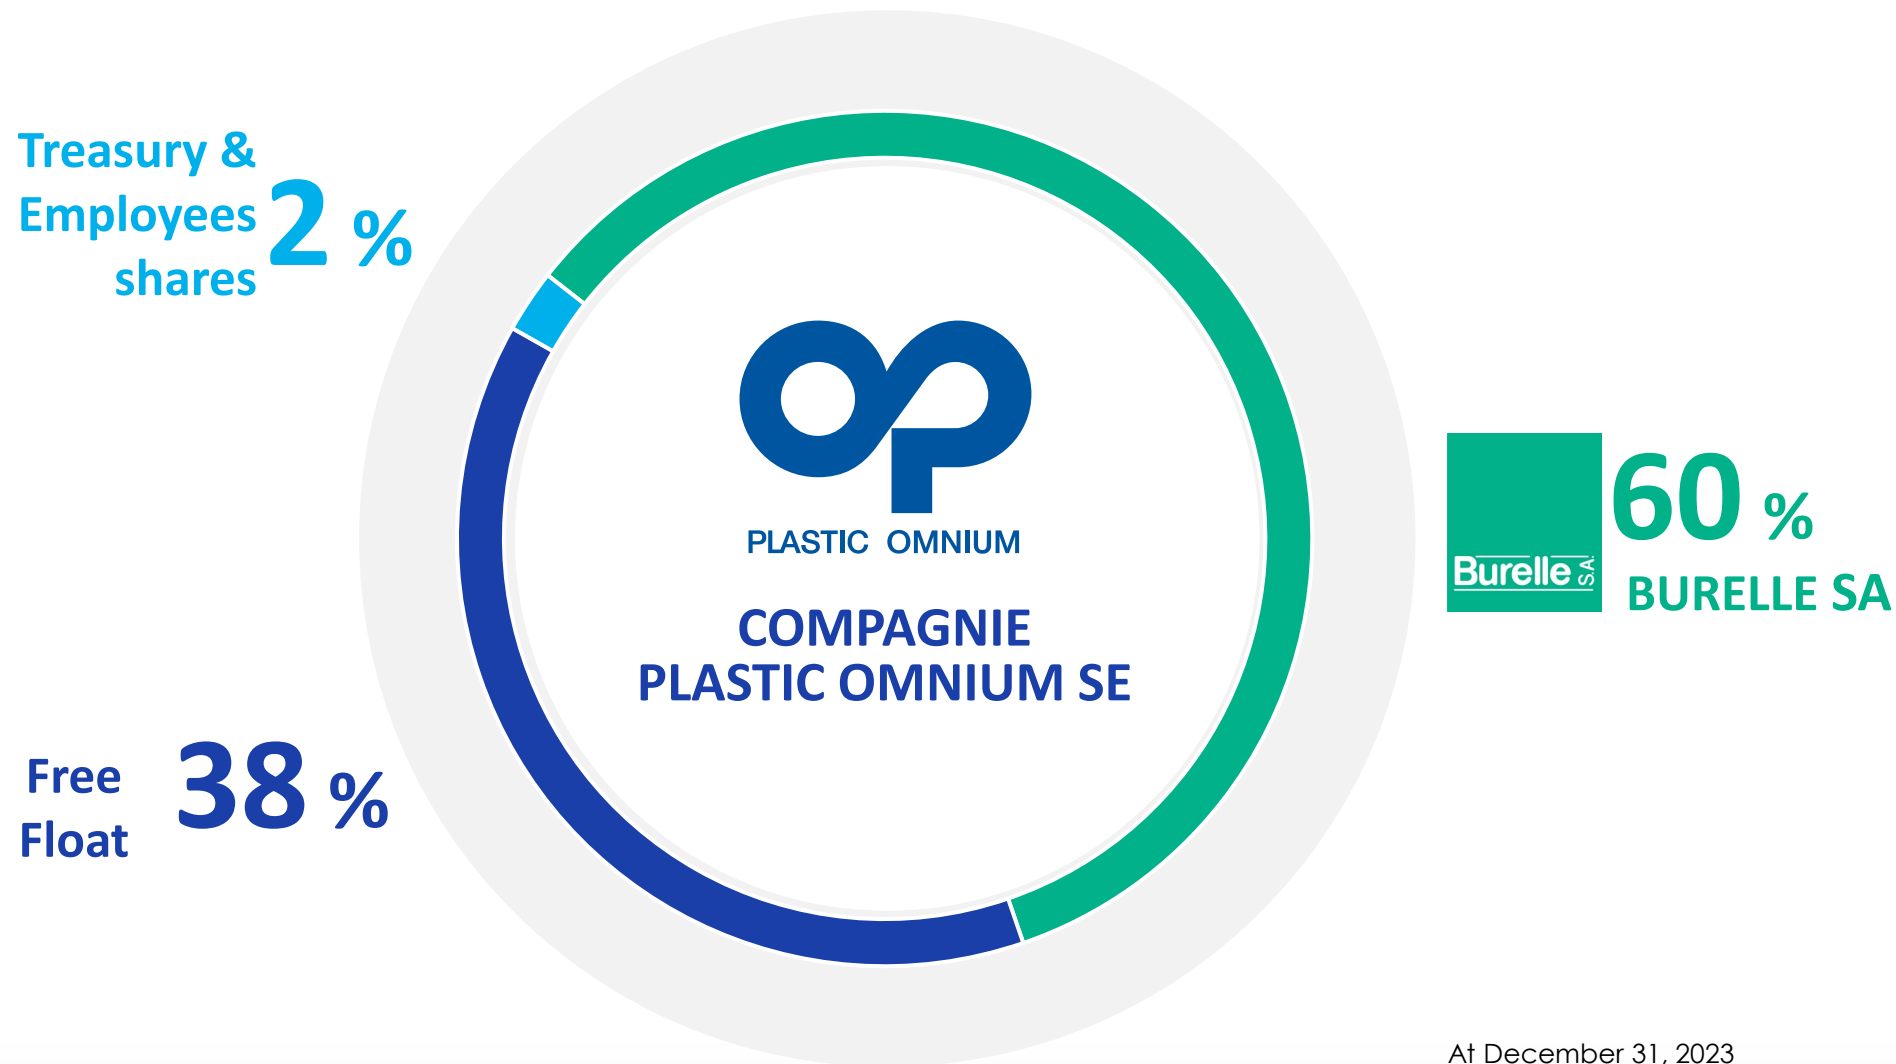 Treasury &
Employees
shares
2 %
PLASTIC OMNIUM
COMPAGNIE
PLASTIC OMNIUM SE
Burelle S.A.
60 %
BURELLE SA
Free
Float
38 %
At December 31, 2023